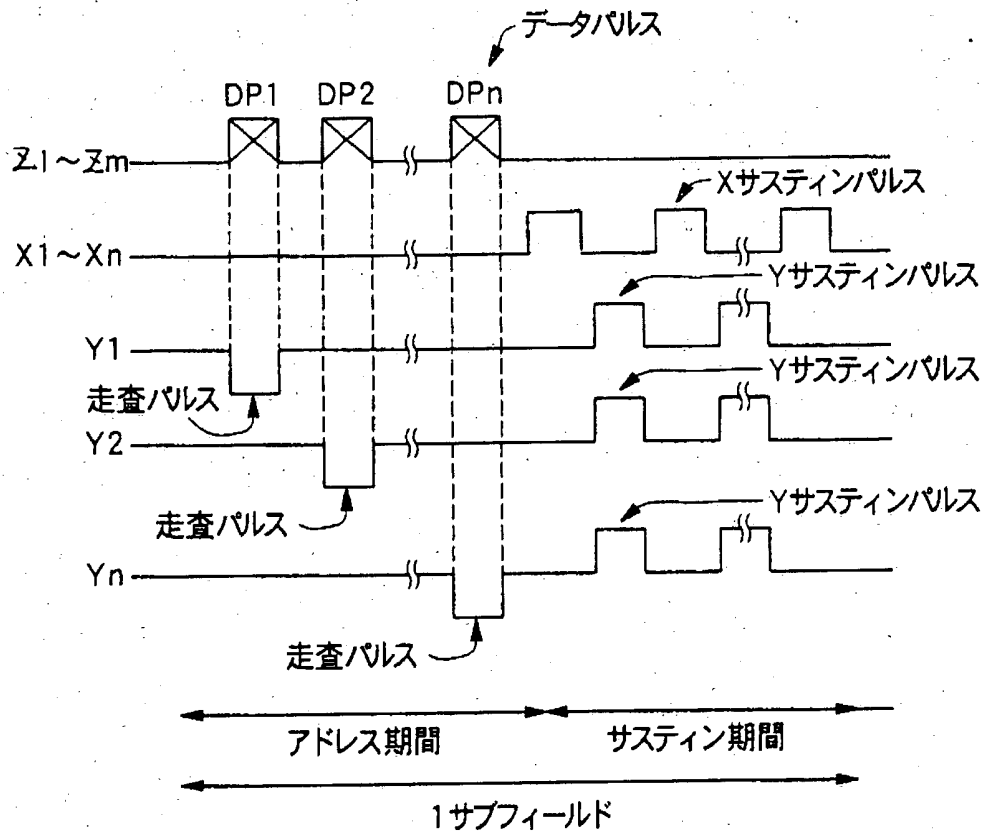 データパルス
DP1 DP2 DPn
Z1~Zm
Xサスティンパルス
X1~Xn
Yサスティンパルス
Y1
Yサスティンパルス
走査パルス
Y2
Yサスティンパルス
走査パルス
Yn
走査パルス
アドレス期間 サスティン期間
1サブフィールド